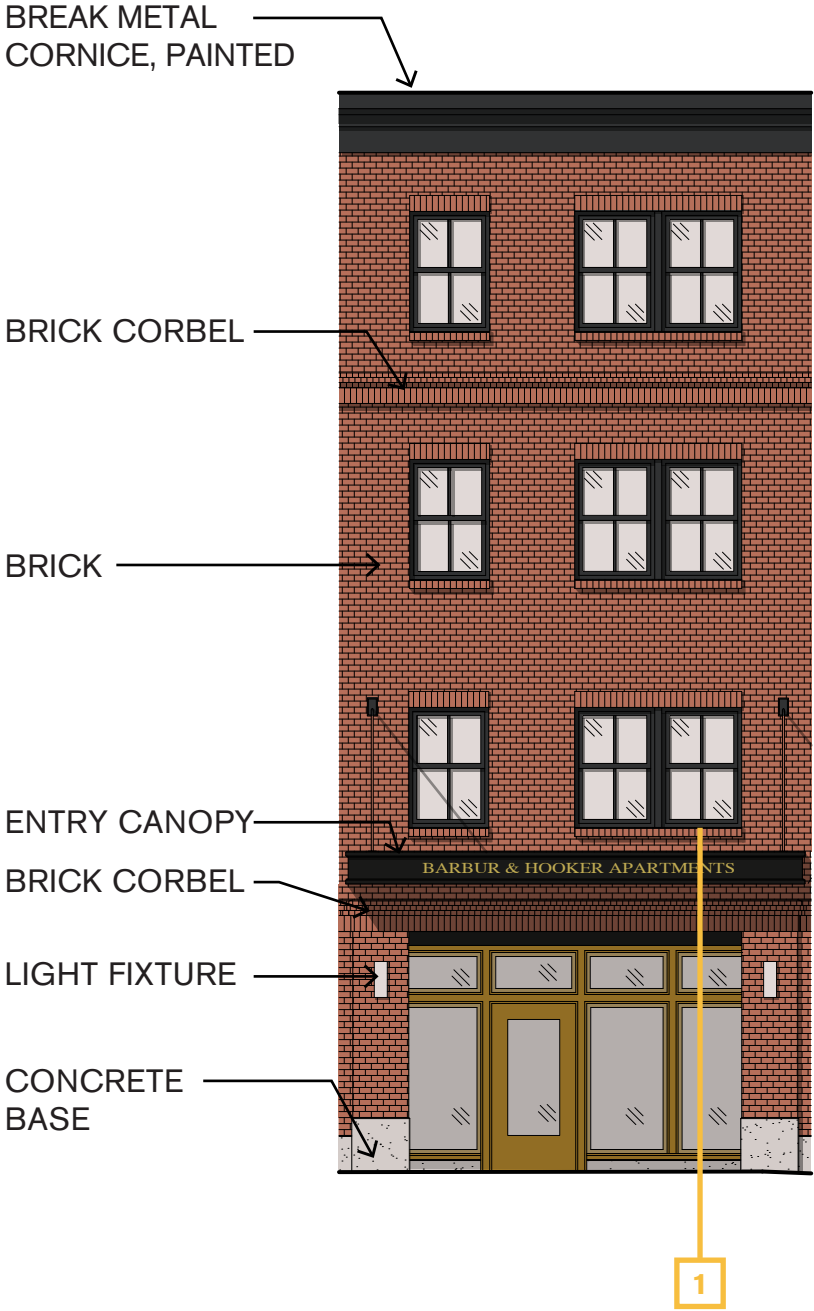 BREAK METAL
CORNICE, PAINTED
BRICK CORBEL
BRICK
ENTRY CANOPY
BARBUR & HOOKER APARTMENTS
BRICK CORBEL
LIGHT FIXTURE
CONCRETE
BASE
1